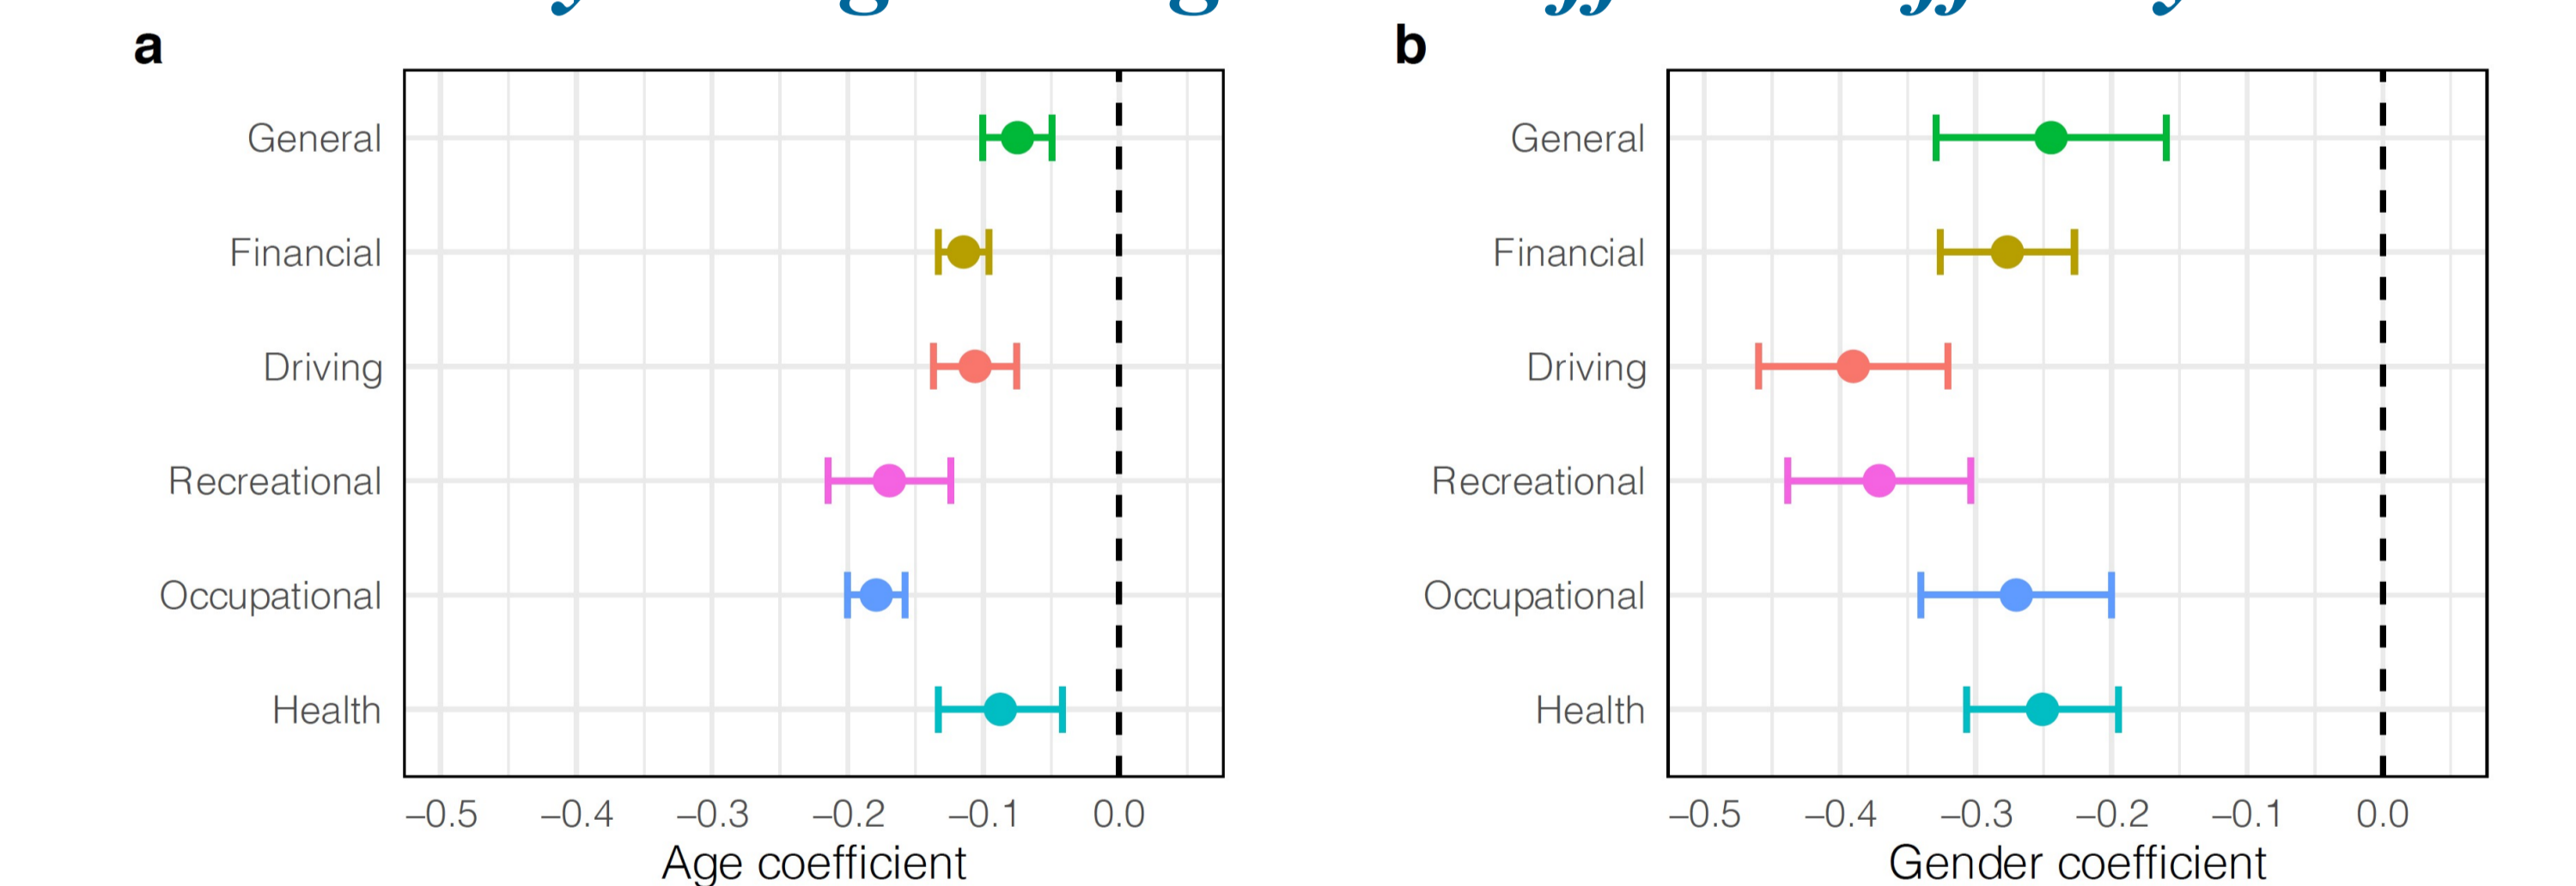 a
General
Financial
Driving
Recreational
Occupational
Health
–0.5 –0.4 –0.3 –0.2 –0.1 0.0
Age coefficient
b
General
Financial
Driving
Recreational
Occupational
Health
–0.5 –0.4 –0.3 –0.2 –0.1 0.0
Gender coefficient